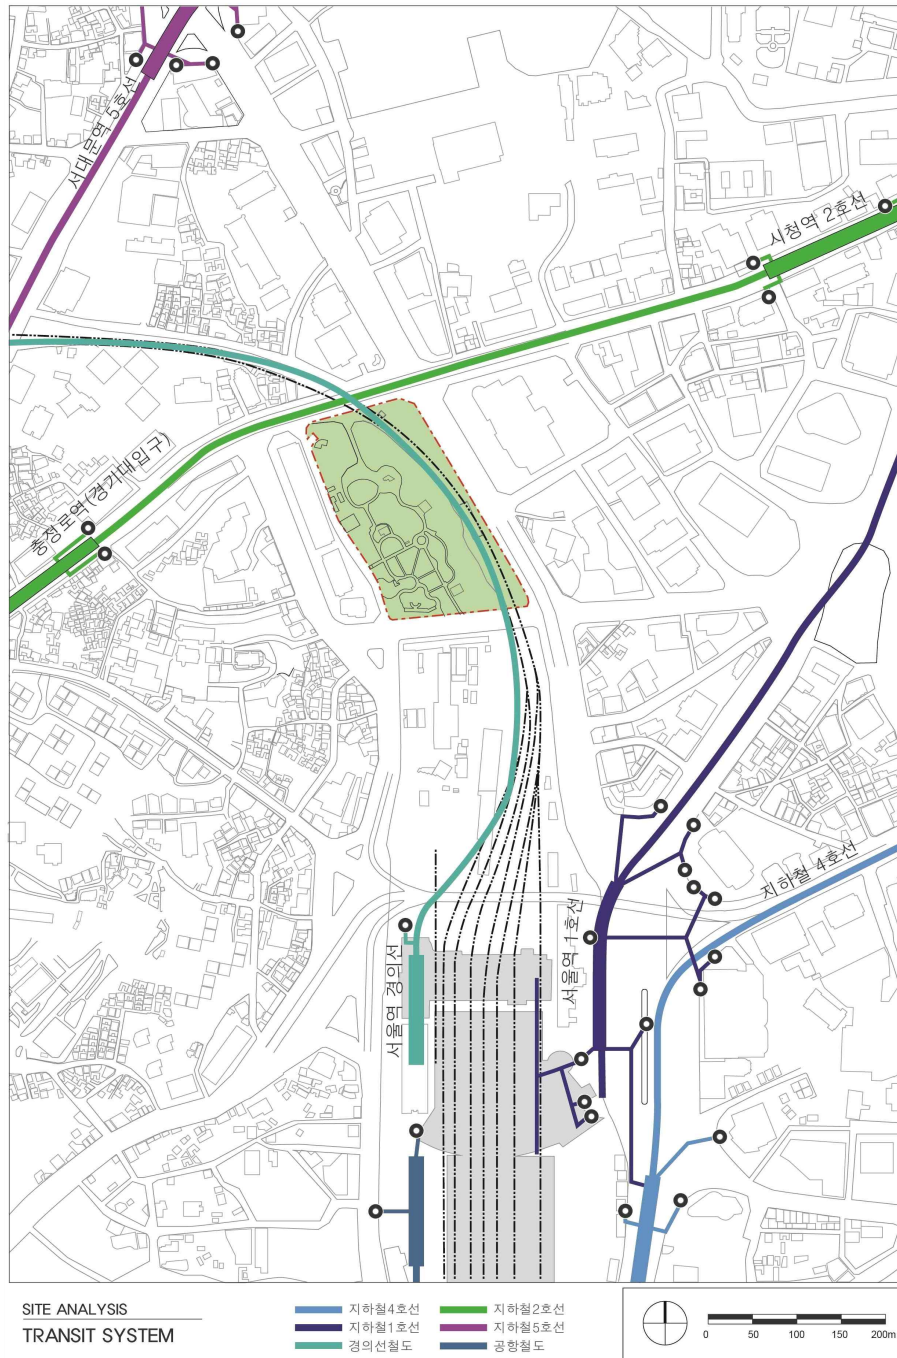 서대문역 5호선
시청역 2호선
충정로역(경기대입구)
지하철 4호선
서울역 1호선
서울역 경의선
SITE ANALYSIS
TRANSIT SYSTEM
지하철4호선
지하철2호선
지하철1호선
지하철5호선
경의선철도
공항철도
0 50 100 150 200m